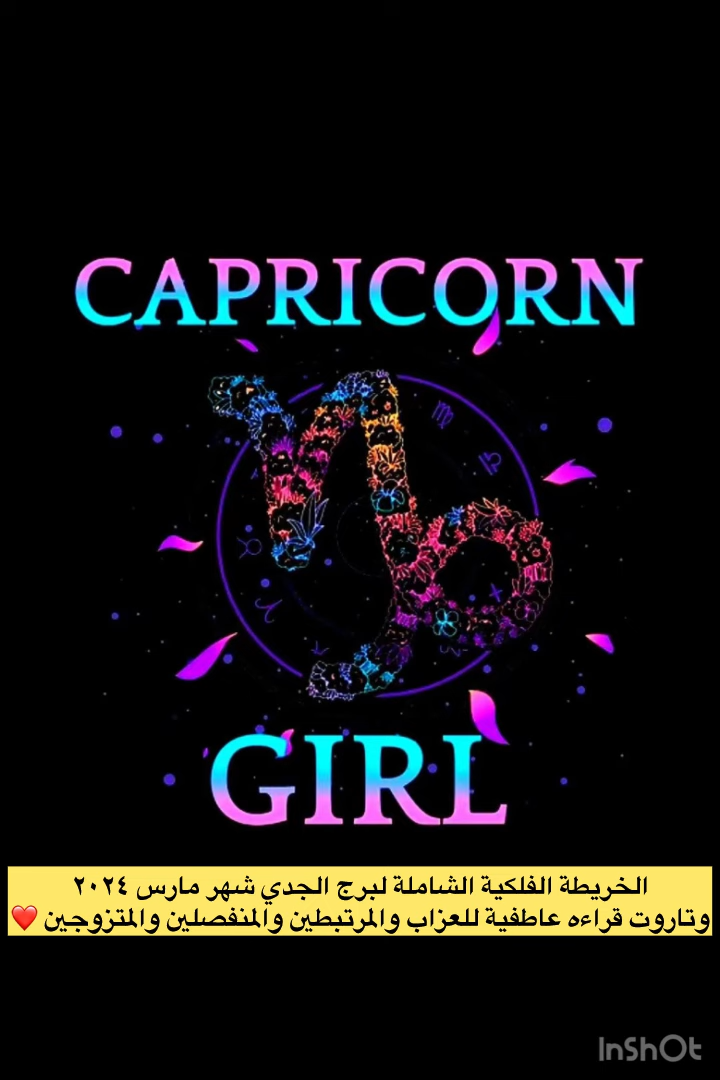 CAPRICORN
GIRL
الخريطة الفلكية الشاملة لبرج الجدي شهر مارس ٢٠٢٤
وتاروت قراءه عاطفية للعزاب والمرتبطين والمنفصلين والمتزوجين ❤️
InShOt